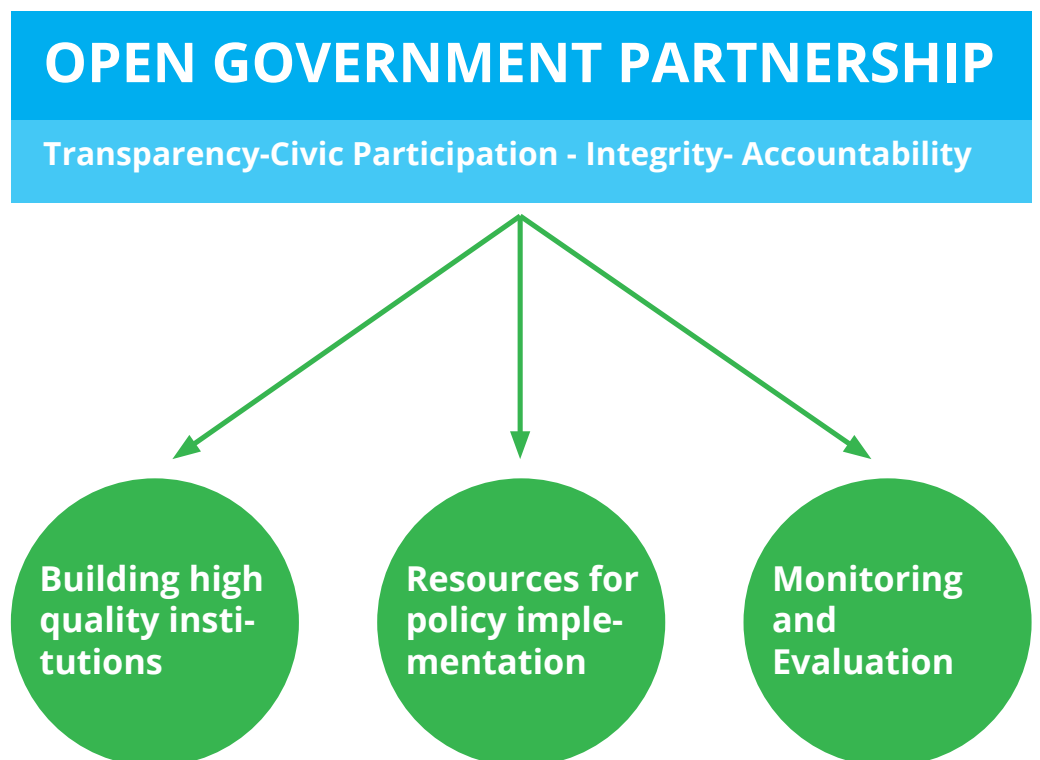 OPEN GOVERNMENT PARTNERSHIP
Transparency-Civic Participation - Integrity- Accountability
Building high
quality insti-
tutions
Resources for
policy imple-
mentation
Monitoring
and
Evaluation